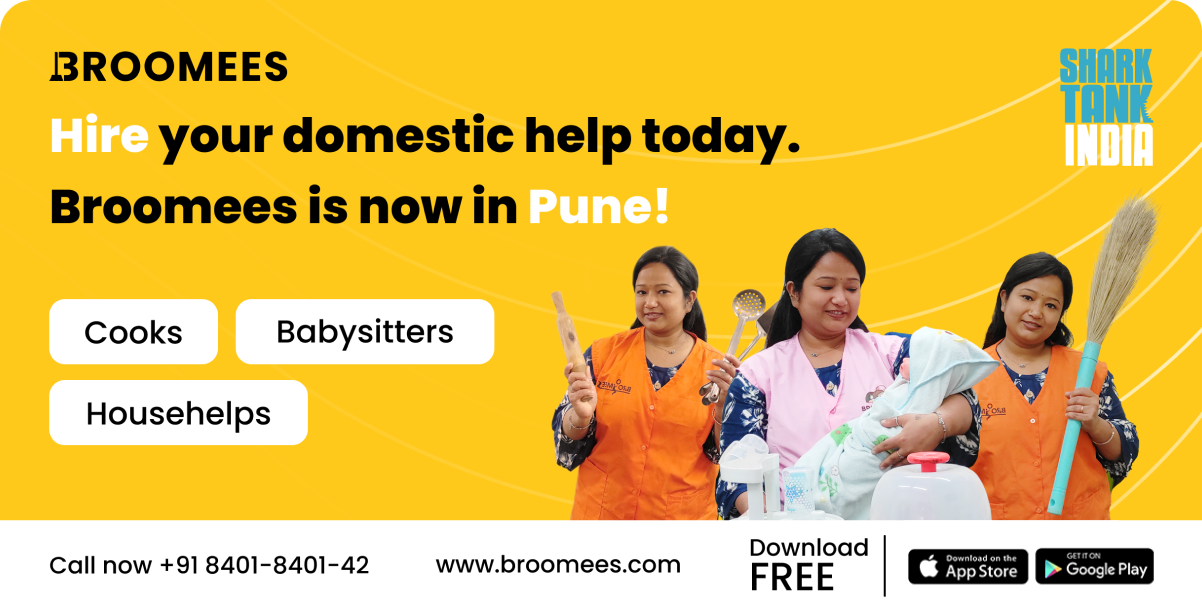 BROOMEES
SHARK
TANK
INDIA
Hire your domestic help today.
Broomees is now in Pune!
Cooks
Babysitters
Househelps
Call now +91 8401-8401-42
www.broomees.com
Download
FREE
Download on the
App Store
GET IT ON
Google Play